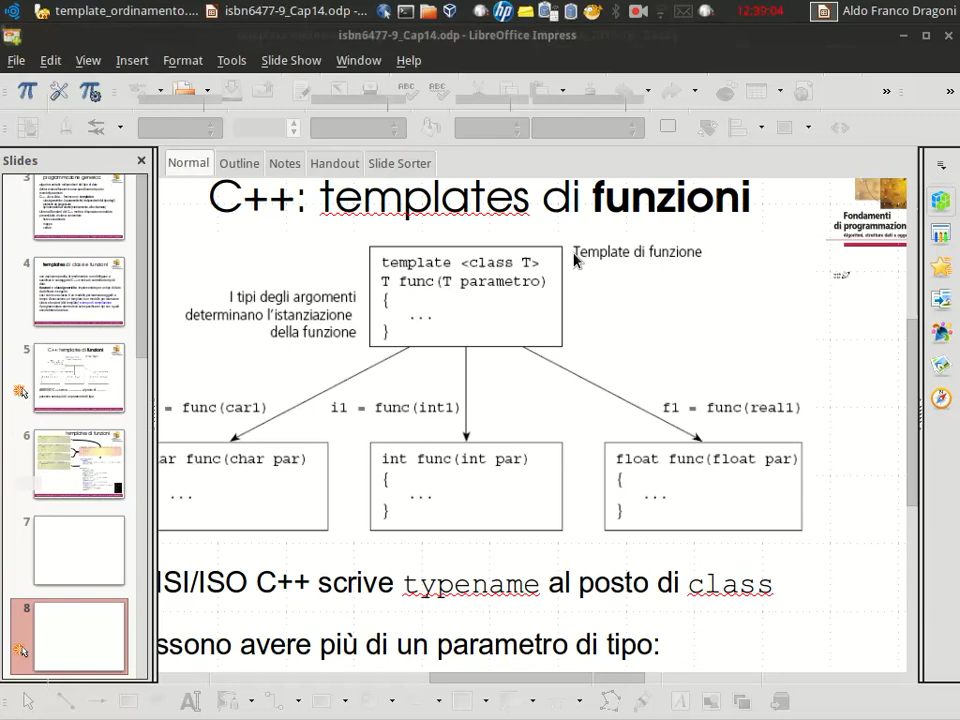 template_ordinamento....
isbn6477-9_Cap14.odp -...
12:39:04
Aldo Franco Dragoni
isbn6477-9_Cap14.odp - LibreOffice Impress
File Edit View Insert Format Tools Slide Show Window Help
Slides
Normal Outline Notes Handout Slide Sorter
3
4
5
6
7
8
C++: templates di funzioni
Fondamenti
di programmazione
Template di funzione
template <class T>
T func(T parametro)
{
...
}
I tipi degli argomenti
determinano l'istanziazione
della funzione
= func(car1)
i1 = func(int1)
f1 = func(real1)
ar func(char par)
...
int func(int par)
{
...
}
float func(float par)
{
...
}
ISI/ISO C++ scrive typename al posto di class
ssono avere più di un parametro di tipo: